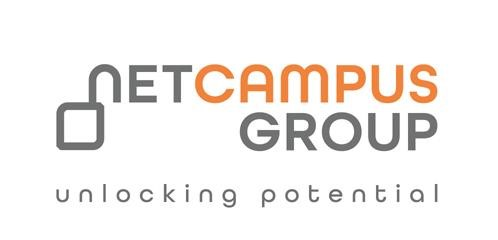 NETCAMPUS
GROUP
unlocking potential